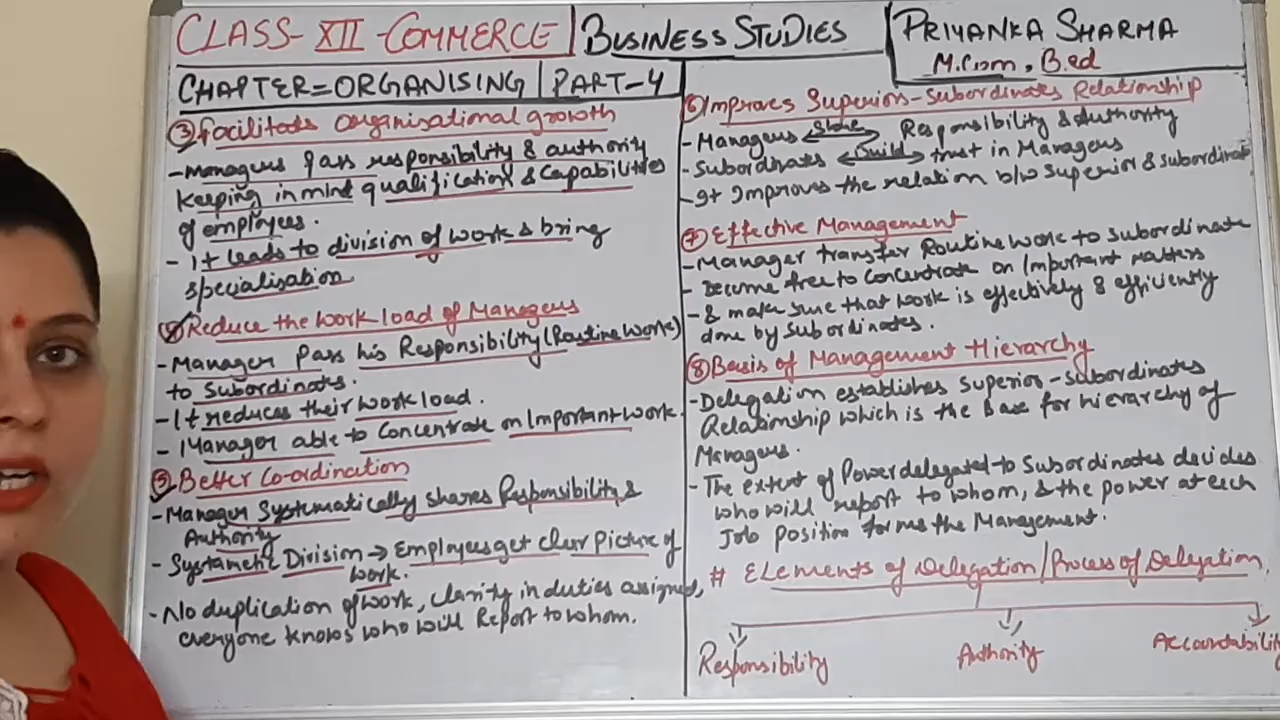 CLASS-XII-COMMERCE | BUSINESS STUDIES
PRIYANKA SHARMA
M.Com, B.ed
CHAPTER=ORGANISING | PART-4
③ facilitads organisational growth
-Managers pass responsibility & authority
keeping in mind qualification & Capabilities
of employees.
- It leads to division of work & bring
specialisation
④ Reduce the work load of Managers
-Manager Pass his Responsibility (Routine Work)
to Subordinates.
-It reduces their work load.
- Manager able to Concentrate on Important work.
⑤ Better Co-ordination
- Manager Systematically shares Responsibility &
Authority
- Systametic Division → Employees get clear Picture of
work.
- No duplication of work, clarity in duties assigned,
everyone knows who will Report to whom.
⑥ Improves Superior-Subordinates Relationship
- Managers Share Responsibility & Authority
- Subordinates Build trust in Managers
- It Improves the relation b/w Superior & Subordinate
⑦ Effective Management
- Manager transfer Routine Work to Subordinate
- Become free to Concentrate on Important Matters
- & make sure that work is effectively & efficiently
done by Subordinates.
⑧ Basis of Management Hierarchy
- Delegation establishes Superior-Subordinates
Relationship which is the Base for hierarchy of
Managers.
- The extent of Power delegated to Subordinates decides
who will report to whom, & the power at each
Job position forms the Management.
# Elements of Delegation/Process of Delegation
Responsibility Authority Accountability